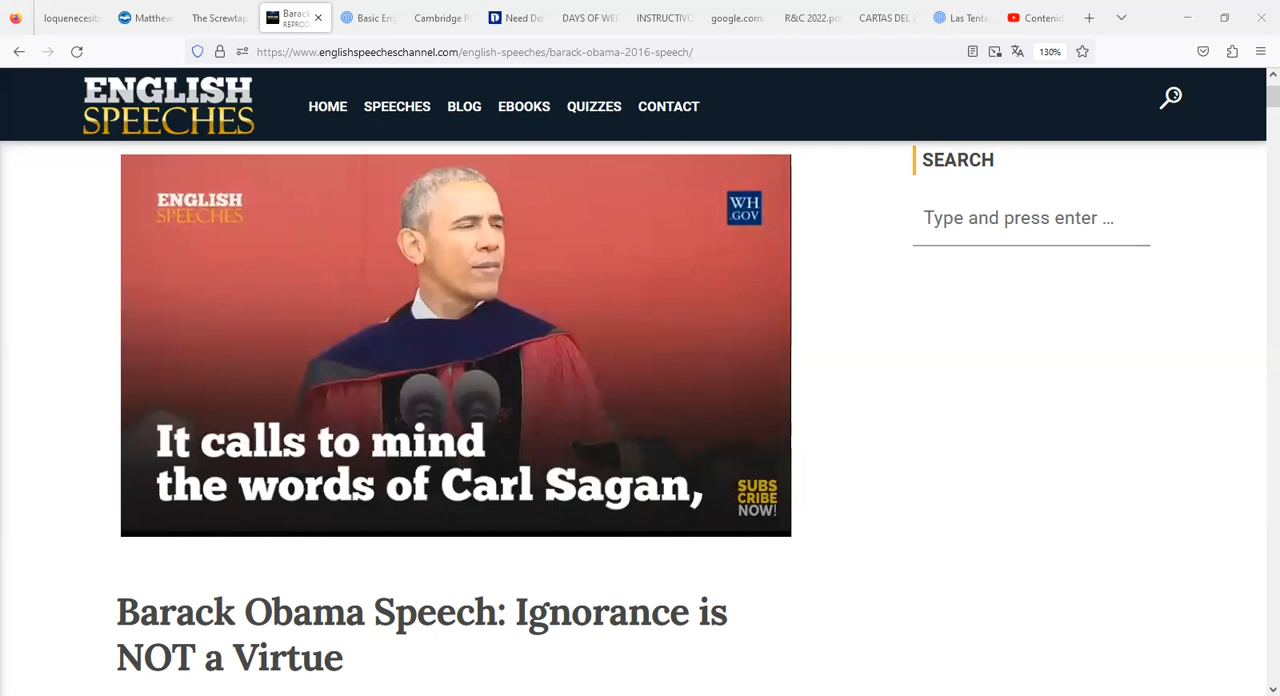 loquenecesit
Matthew
The Screwtap
Barac
REPROD
Basic Eng
Cambridge P
Need De
DAYS OF WEE
INSTRUCTIVO
google.com
R&C 2022.pd
CARTAS DEL
Las Tenta
Contenid
https://www.englishspeecheschannel.com/english-speeches/barack-obama-2016-speech/
130%
ENGLISH
SPEECHES
HOME SPEECHES BLOG EBOOKS QUIZZES CONTACT
ENGLISH
SPEECHES
WH
.GOV
It calls to mind
the words of Carl Sagan,
SUBS
CRIBE
NOW!
SEARCH
Type and press enter …
Barack Obama Speech: Ignorance is
NOT a Virtue